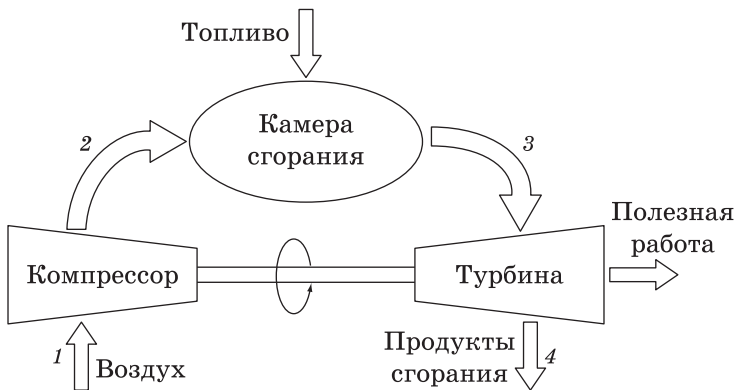 Топливо
2
Камера
сгорания
3
Полезная
работа
Компрессор
Турбина
1
Воздух
Продукты
сгорания
4